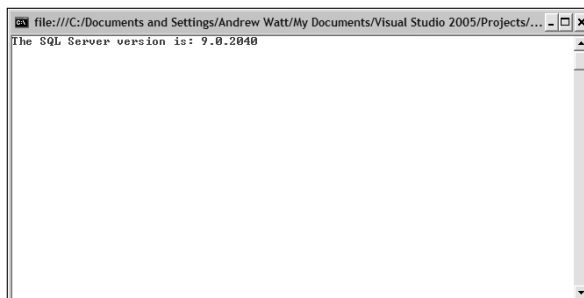 file:///C:/Documents and Settings/Andrew Watt/My Documents/Visual Studio 2005/Projects/...
The SQL Server version is: 9.0.2040